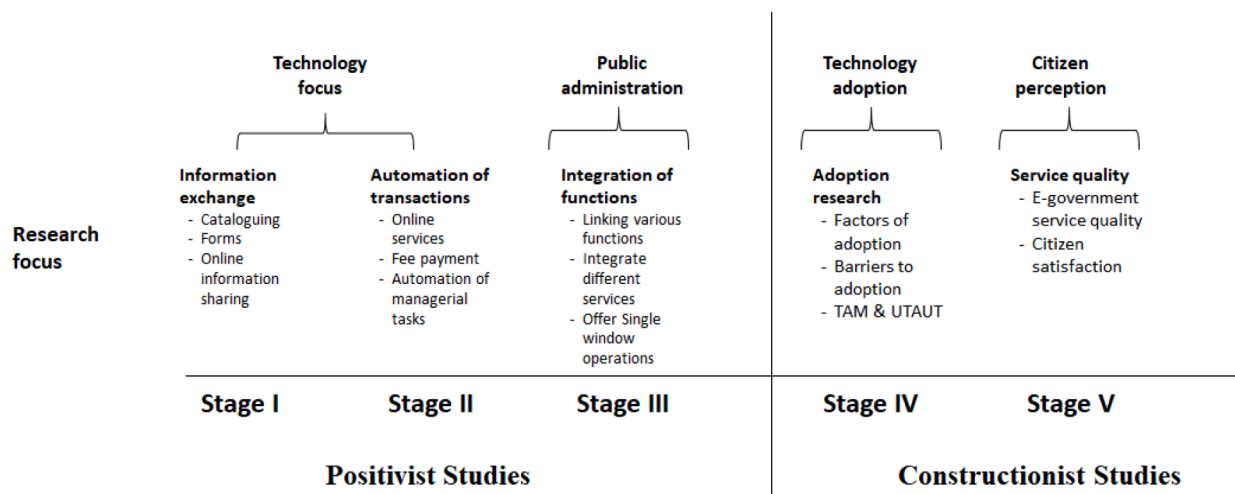 Technology
focus
Public
administration
Technology
adoption
Citizen
perception
Research
focus
Information
exchange
- Cataloguing
- Forms
- Online
information
sharing
Automation of
transactions
- Online
services
- Fee payment
- Automation of
managerial
tasks
Integration of
functions
- Linking various
functions
- Integrate
different
services
- Offer Single
window
operations
Adoption
research
- Factors of
adoption
- Barriers to
adoption
- TAM & UTAUT
Service quality
- E-government
service quality
- Citizen
satisfaction
Stage I
Stage II
Stage III
Stage IV
Stage V
Positivist Studies
Constructionist Studies